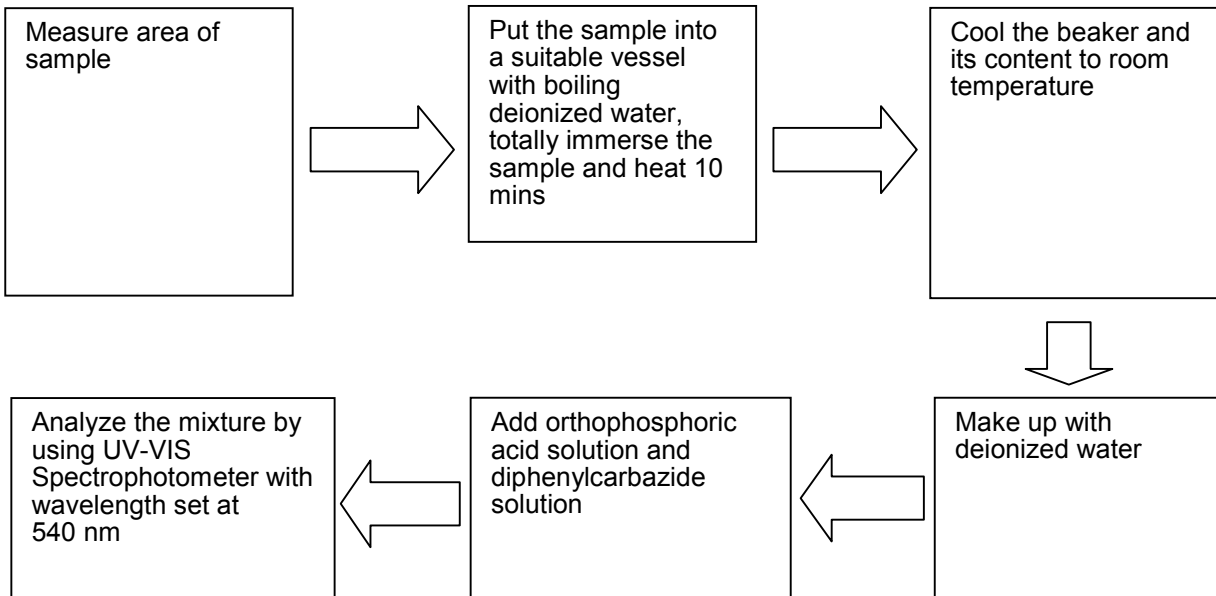 Measure area of
sample
Put the sample into
a suitable vessel
with boiling
deionized water,
totally immerse the
sample and heat 10
mins
Cool the beaker and
its content to room
temperature
Make up with
deionized water
Add orthophosphoric
acid solution and
diphenylcarbazide
solution
Analyze the mixture by
using UV-VIS
Spectrophotometer with
wavelength set at
540 nm